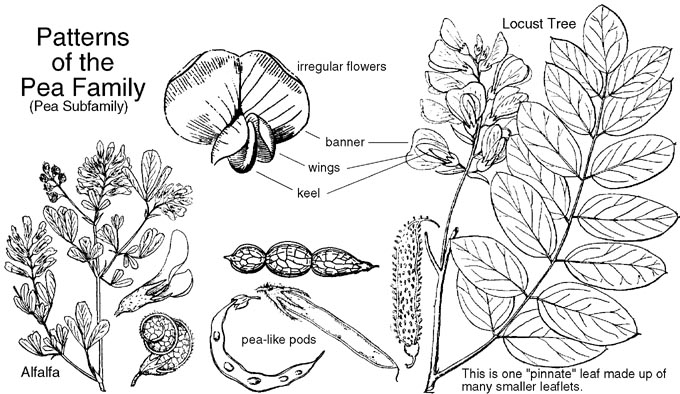 Patterns
of the
Pea Family
(Pea Subfamily)
irregular flowers
banner
wings
keel
Locust Tree
pea-like pods
Alfalfa
This is one "pinnate" leaf made up of
many smaller leaflets.